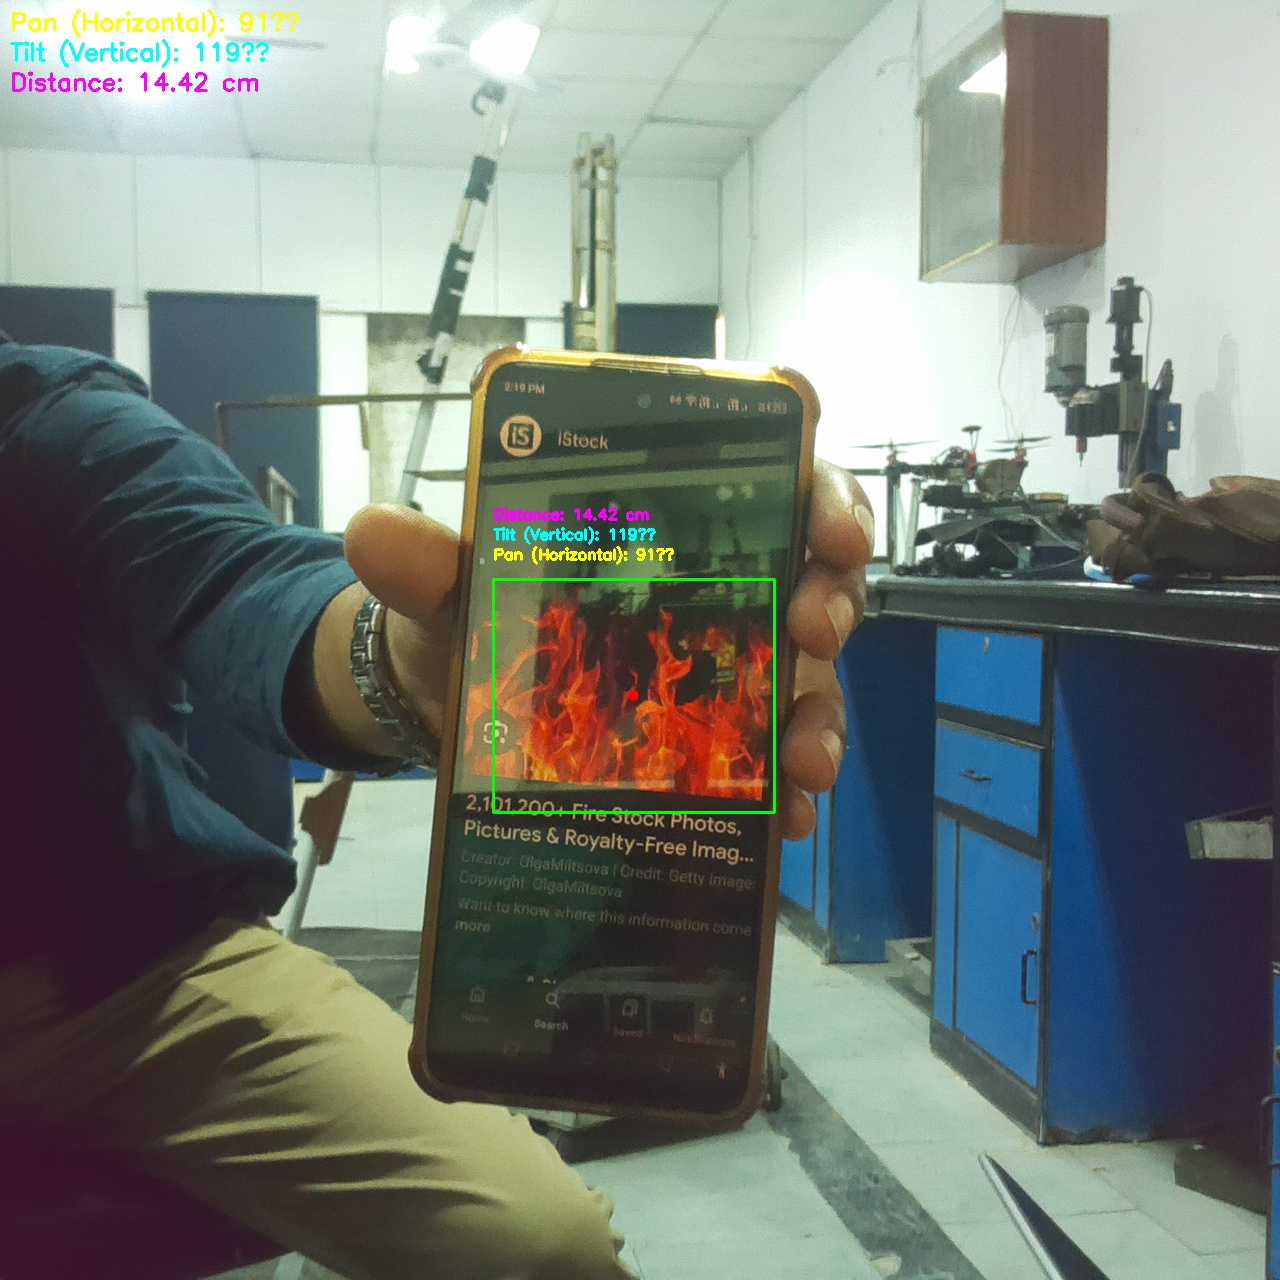 Pan (Horizontal): 91??
Tilt (Vertical): 119??
Distance: 14.42 cm
2:19 PM
iS
iStock
Distance: 14.42 cm
Tilt (Vertical): 119??
Pan (Horizontal): 91??
2,101,200+ Fire Stock Photos,
Pictures & Royalty-Free Imag...
Creator: OlgaMiltsova | Credit: Getty Image
Copyright: OlgaMiltsova
Want to know where this information come
more
Home
Search
Saved
Notifications